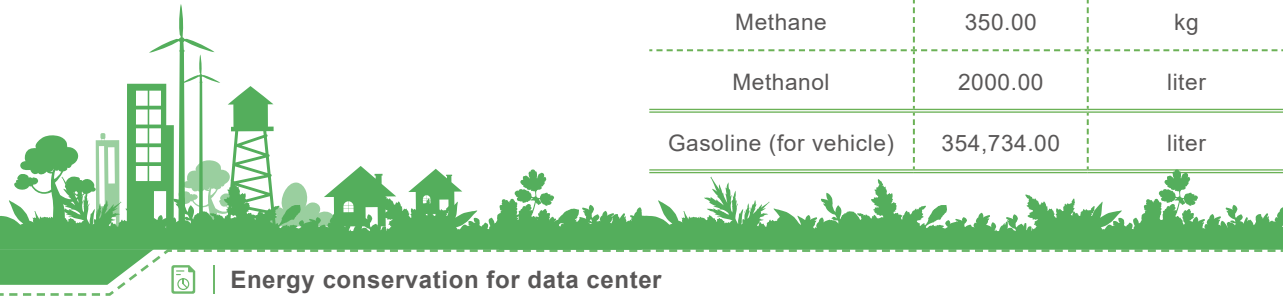 Methane 350.00 kg
Methanol 2000.00 liter
Gasoline (for vehicle) 354,734.00 liter
Energy conservation for data center